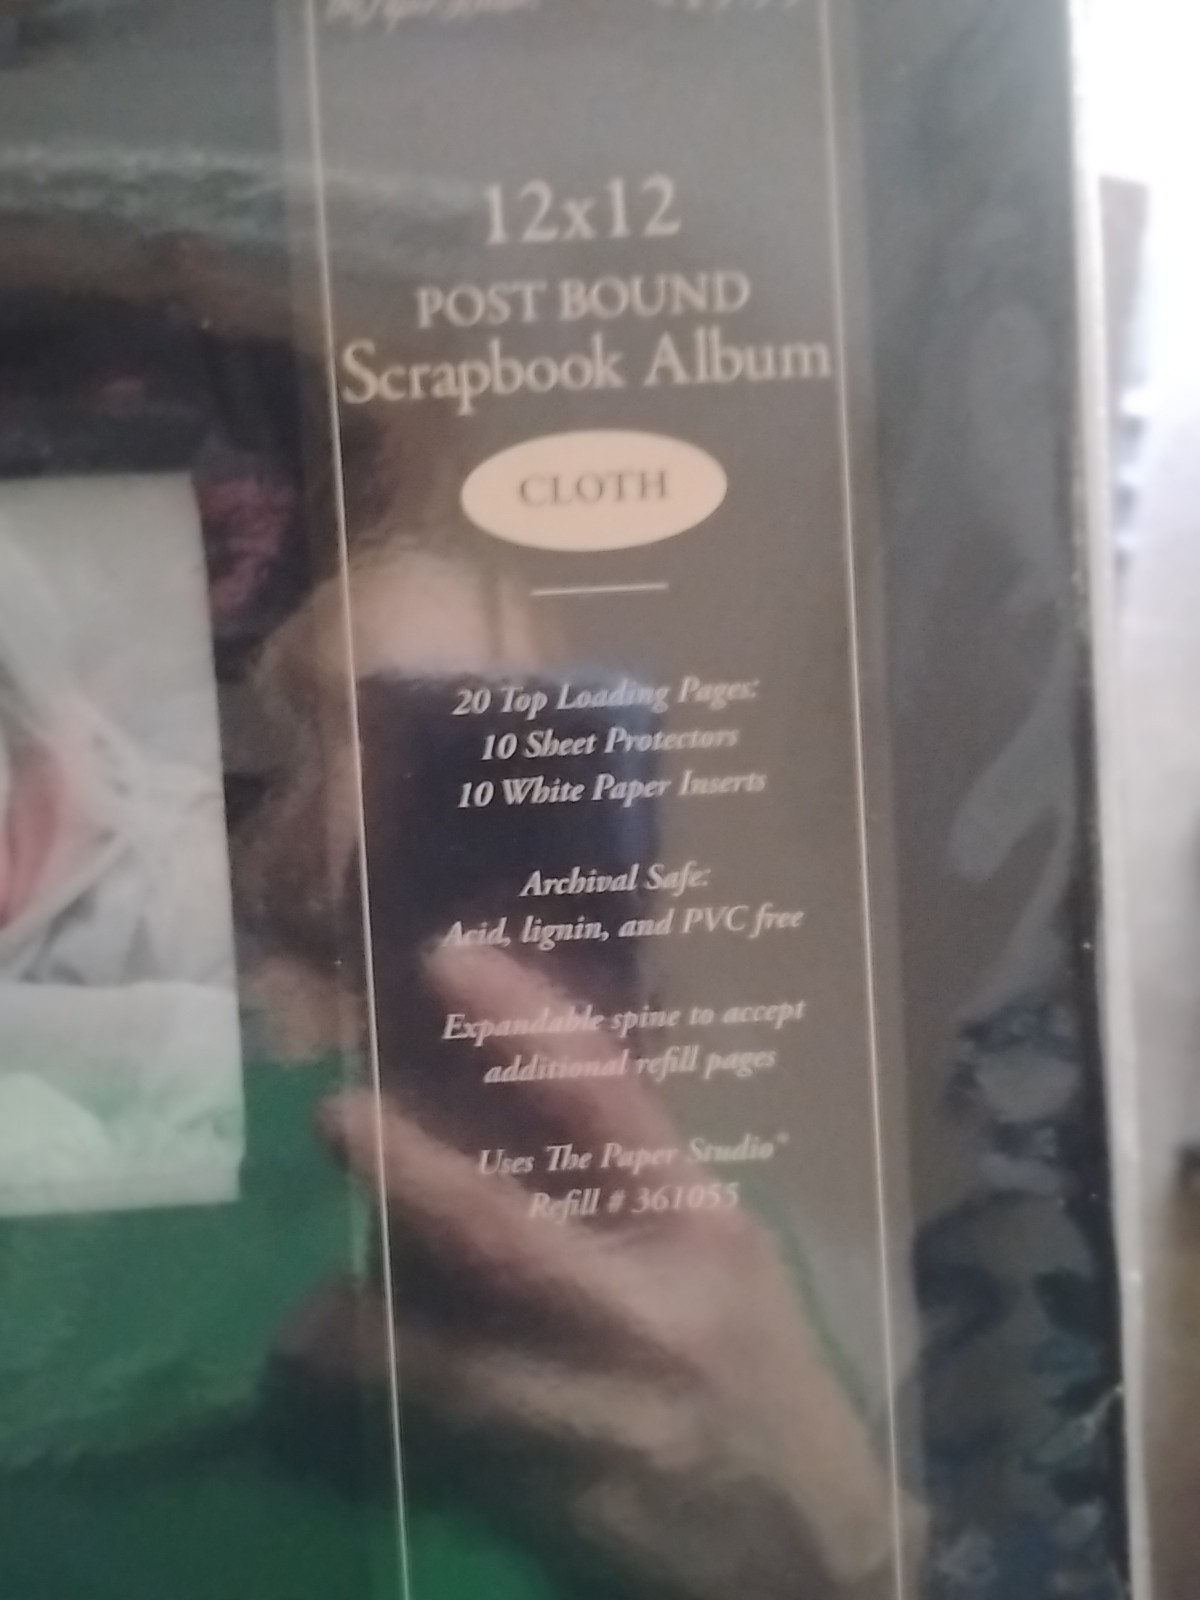 12x12
POST BOUND
Scrapbook Album
CLOTH
20 Top Loading Pages:
10 Sheet Protectors
10 White Paper Inserts
Archival Safe:
Acid, lignin, and PVC free
Expandable spine to accept
additional refill pages
Uses The Paper Studio®
Refill # 361055